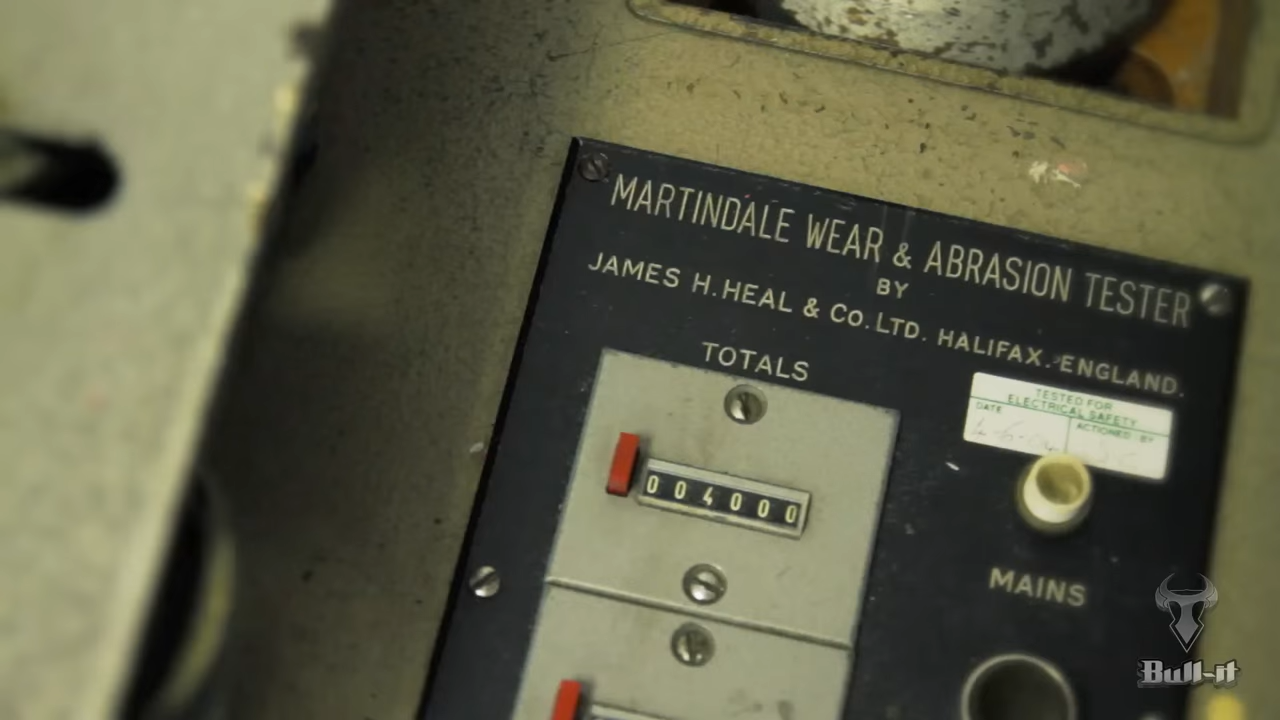 MARTINDALE WEAR & ABRASION TESTER
BY
JAMES H. HEAL & CO. LTD. HALIFAX. ENGLAND.
TOTALS
TESTED FOR
ELECTRICAL SAFETY
DATE
ACTIONED BY
004000
MAINS
Bull-it